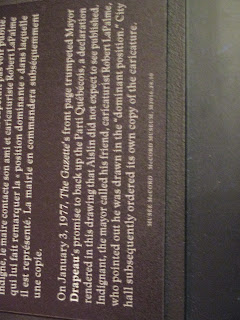 indigné, le maire contacte son ami et caricaturiste Robert LaPalme,
qui lui fait remarquer la « position dominante » dans laquelle
il est représenté. La mairie en commandera subséquemment
une copie.
On January 3, 1977, The Gazette's front page trumpeted Mayor
Drapeau's promise to back up the Parti Québécois, a declaration
rendered in this drawing that Aislin did not expect to see published.
Indignant, the mayor called his friend, caricaturist Robert LaPalme,
who pointed out he was drawn in the "dominant position." City
hall subsequently ordered its own copy of the caricature.
MUSÉE McCORD McCORD MUSEUM,